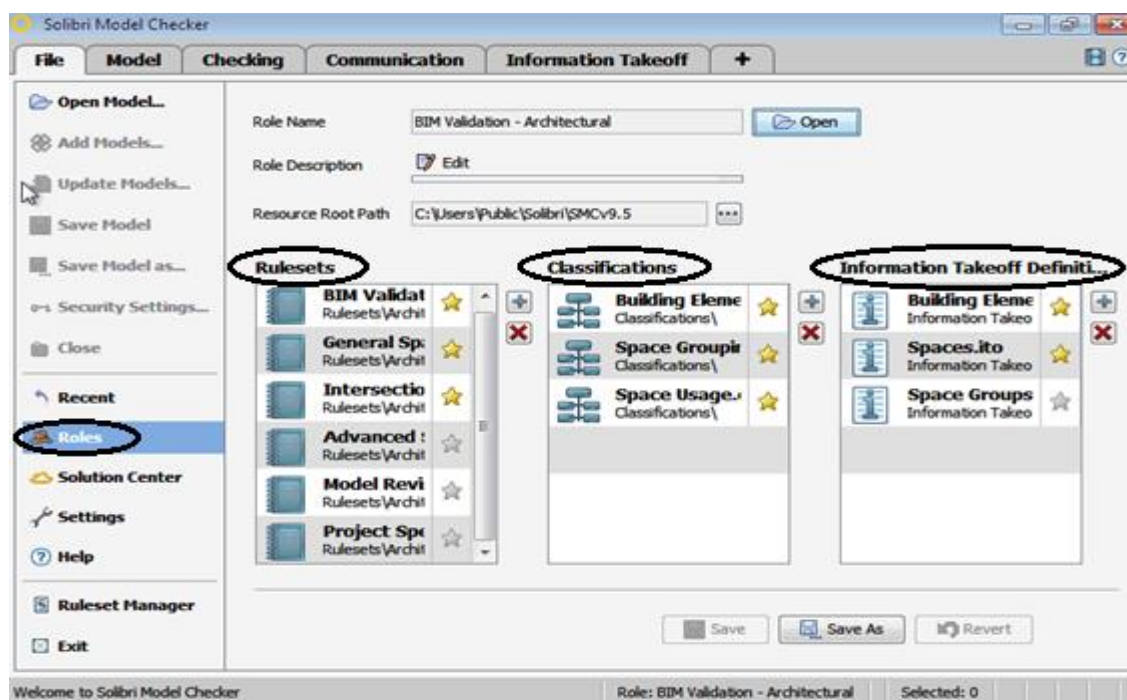 Solibri Model Checker
File Model Checking Communication Information Takeoff +
Open Model...
Add Models...
Update Models...
Save Model
Save Model as...
Security Settings...
Close
Recent
Roles
Solution Center
Settings
Help
Ruleset Manager
Exit
Role Name BIM Validation - Architectural Open
Role Description Edit
Resource Root Path C:\Users\Public\Solibri\SMCv9.5 ...
Rulesets
BIM Validat
Rulesets\Archit
General Spa
Rulesets\Archit
Intersectio
Rulesets\Archit
Advanced S
Rulesets\Archit
Model Revi
Rulesets\Archit
Project Spe
Rulesets\Archit
Classifications
Building Eleme
Classifications\
Space Groupin
Classifications\
Space Usage.
Classifications\
Information Takeoff Definiti...
Building Eleme
Information Takeo
Spaces.ito
Information Takeo
Space Groups
Information Takeo
Save Save As Revert
Welcome to Solibri Model Checker Role: BIM Validation - Architectural Selected: 0